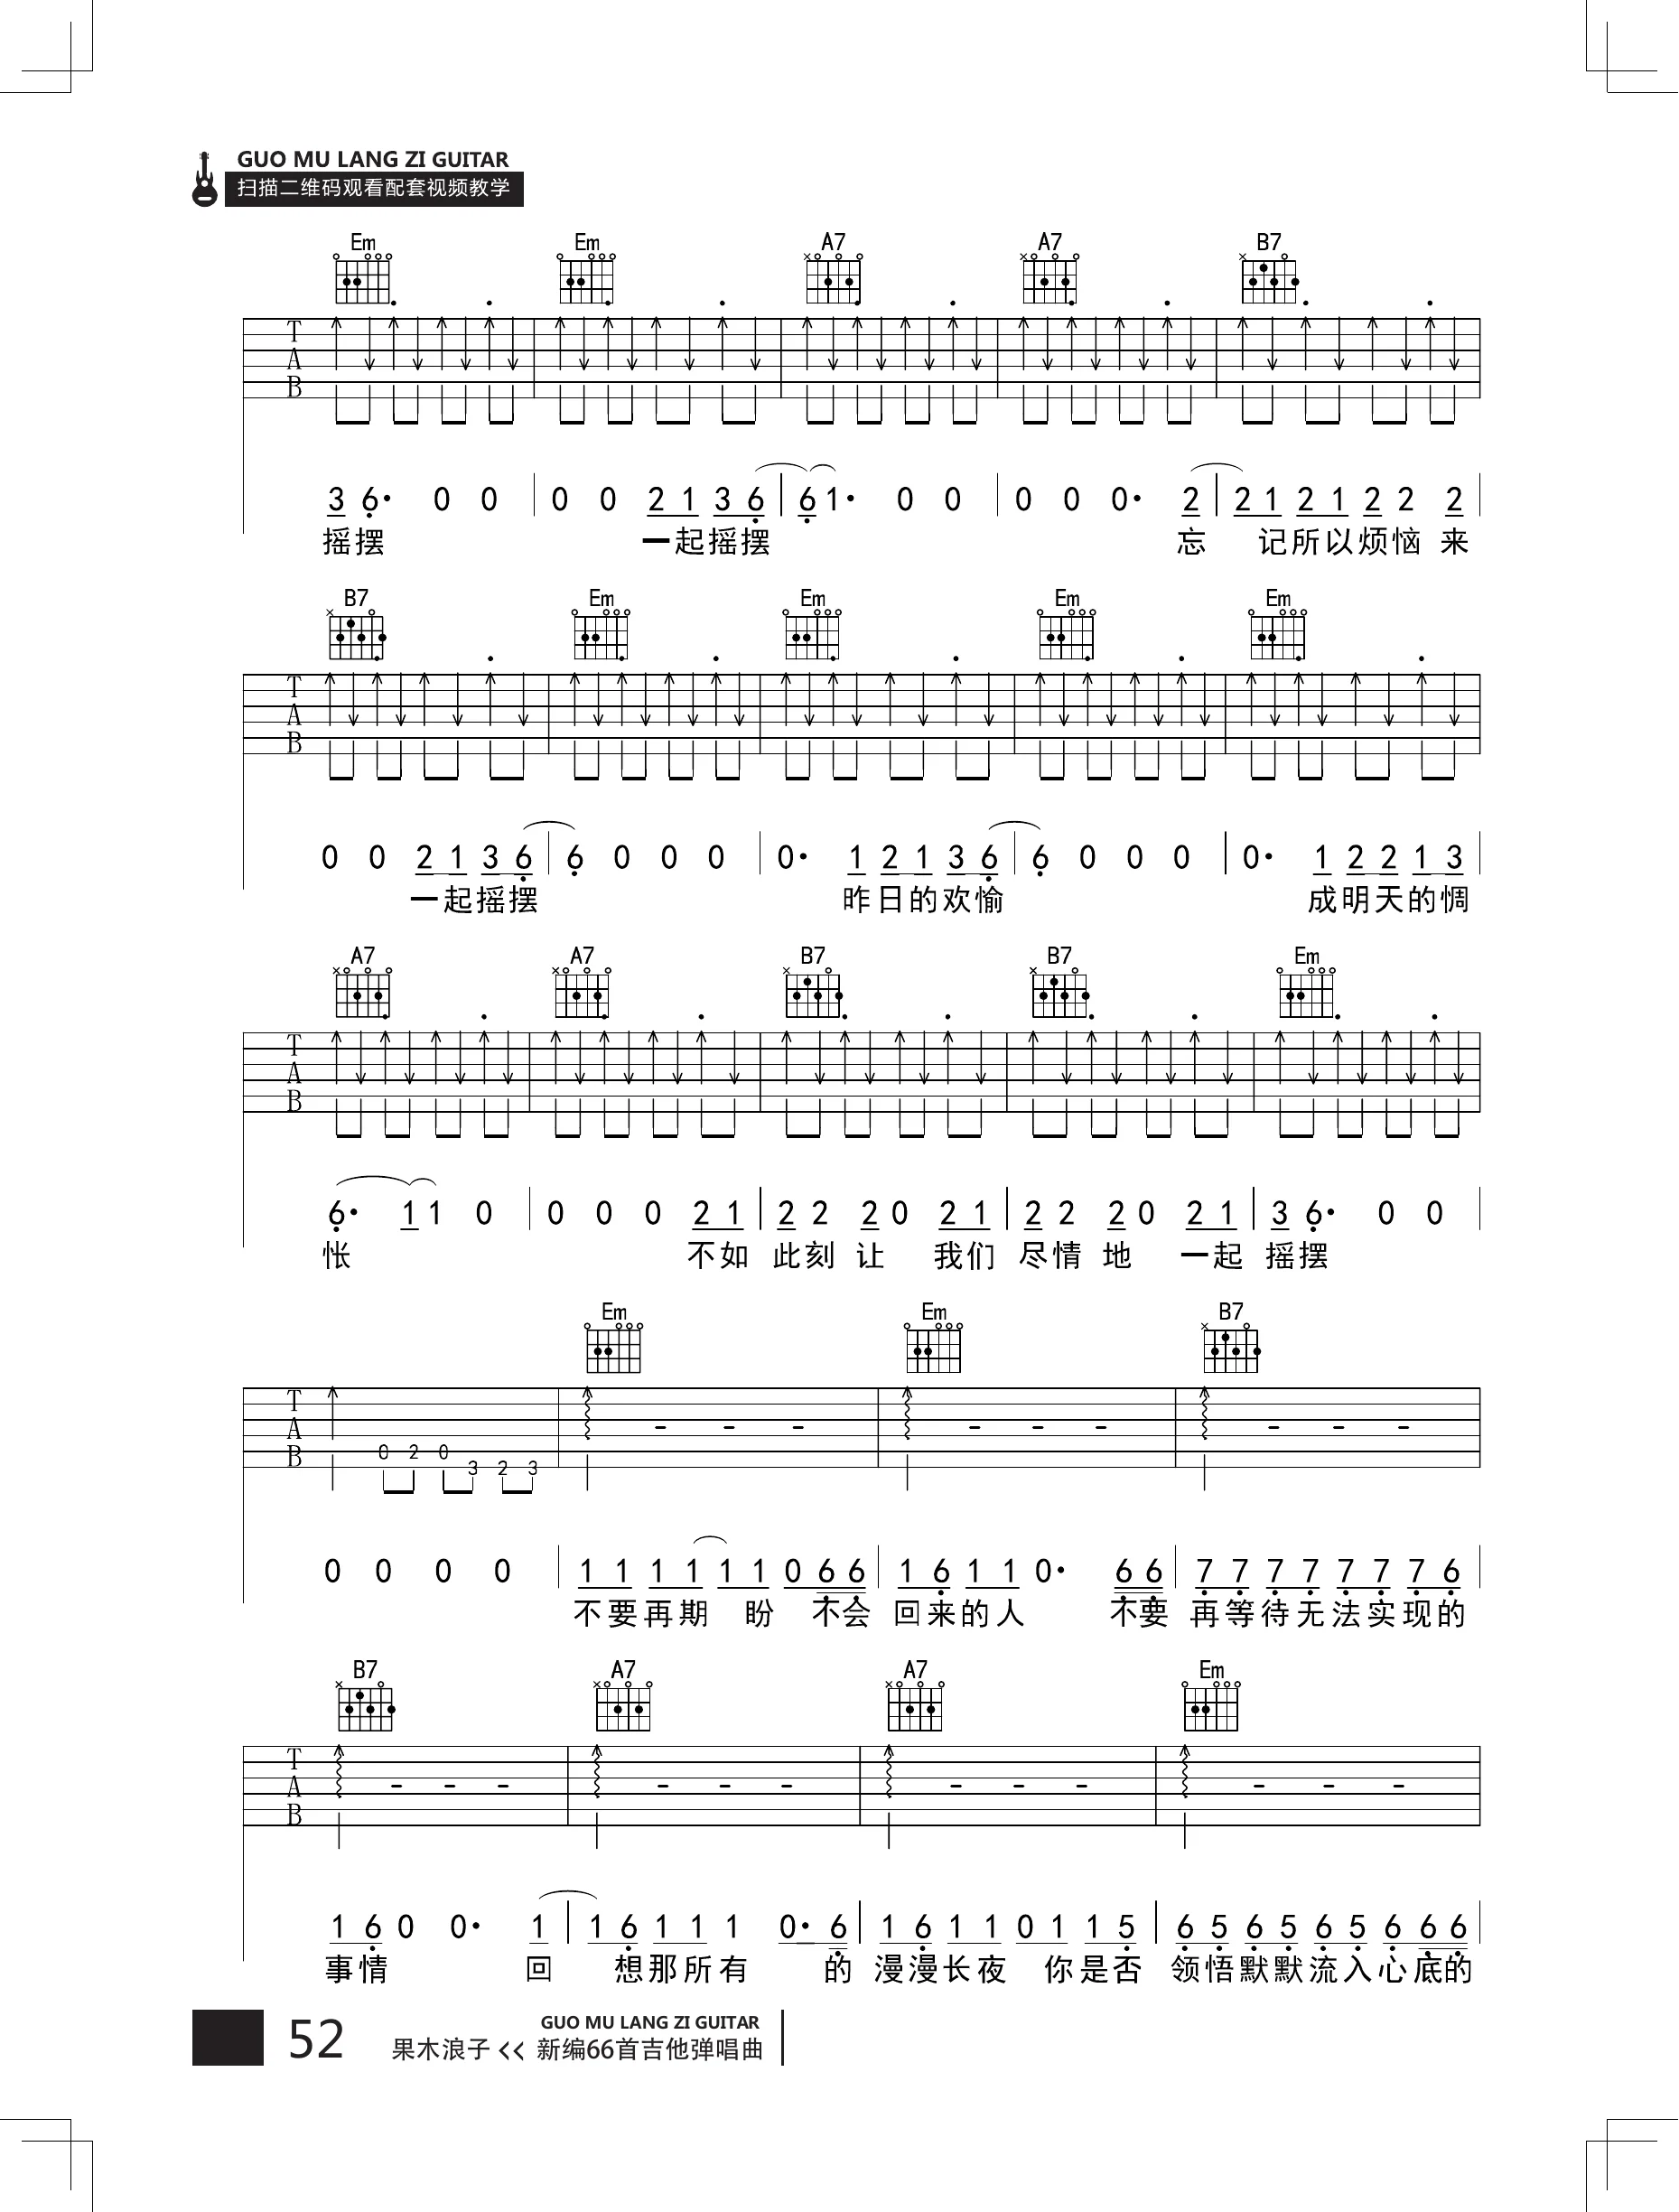 GUO MU LANG ZI GUITAR
扫描二维码观看配套视频教学
Em Em A7 A7 B7
T
A
B
3 6· 0 0 0 0 2 1 3 6 6 1· 0 0 0 0 0· 2 2 1 2 1 2 2 2
摇摆 一起摇摆 忘 记所以烦恼 来
B7 Em Em Em Em
T
A
B
0 0 2 1 3 6 6 0 0 0 0· 1 2 1 3 6 6 0 0 0 0· 1 2 2 1 3
一起摇摆 昨日的欢愉 成明天的惆
A7 A7 B7 B7 Em
T
A
B
6· 1 1 0 0 0 0 2 1 2 2 2 0 2 1 2 2 2 0 2 1 3 6· 0 0
怅 不如 此刻 让 我们 尽情 地 一起 摇摆
Em Em B7
T
A
B
0 2 0 3 2 3
0 0 0 0 1 1 1 1 1 1 0 6 6 1 6 1 1 0· 6 6 7 7 7 7 7 7 7 6
不要再期 盼 不会 回来的人 不要 再等待无法实现的
B7 A7 A7 Em
T
A
B
1 6 0 0· 1 1 6 1 1 1 0· 6 1 6 1 1 0 1 1 5 6 5 6 5 6 5 6 6 6
事情 回 想那所有 的 漫漫长夜 你是否 领悟默默流入心底的
52
GUO MU LANG ZI GUITAR
果木浪子 << 新编66首吉他弹唱曲